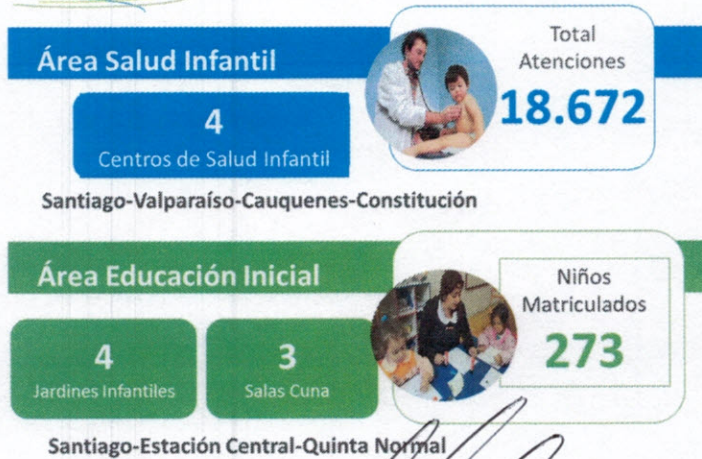 Área Salud Infantil
Total
Atenciones
18.672
4
Centros de Salud Infantil
Santiago-Valparaíso-Cauquenes-Constitución
Área Educación Inicial
Niños
Matriculados
273
4
Jardines Infantiles
3
Salas Cuna
Santiago-Estación Central-Quinta Normal